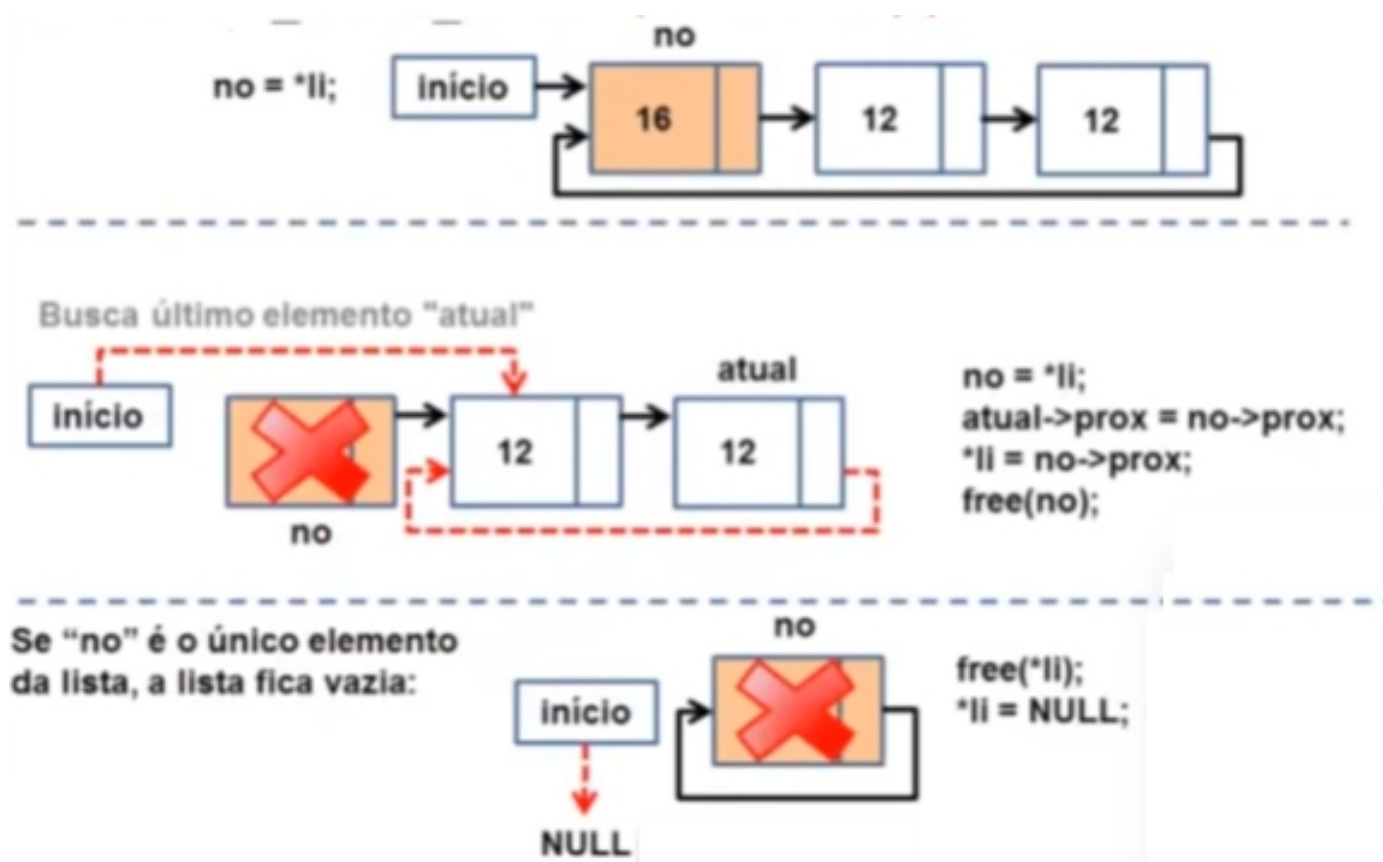 no
no = *li;
início
16
12
12
Busca último elemento "atual"
início
12
atual
12
no
no = *li;
atual->prox = no->prox;
*li = no->prox;
free(no);
Se “no” é o único elemento
da lista, a lista fica vazia:
no
início
NULL
free(*li);
*li = NULL;